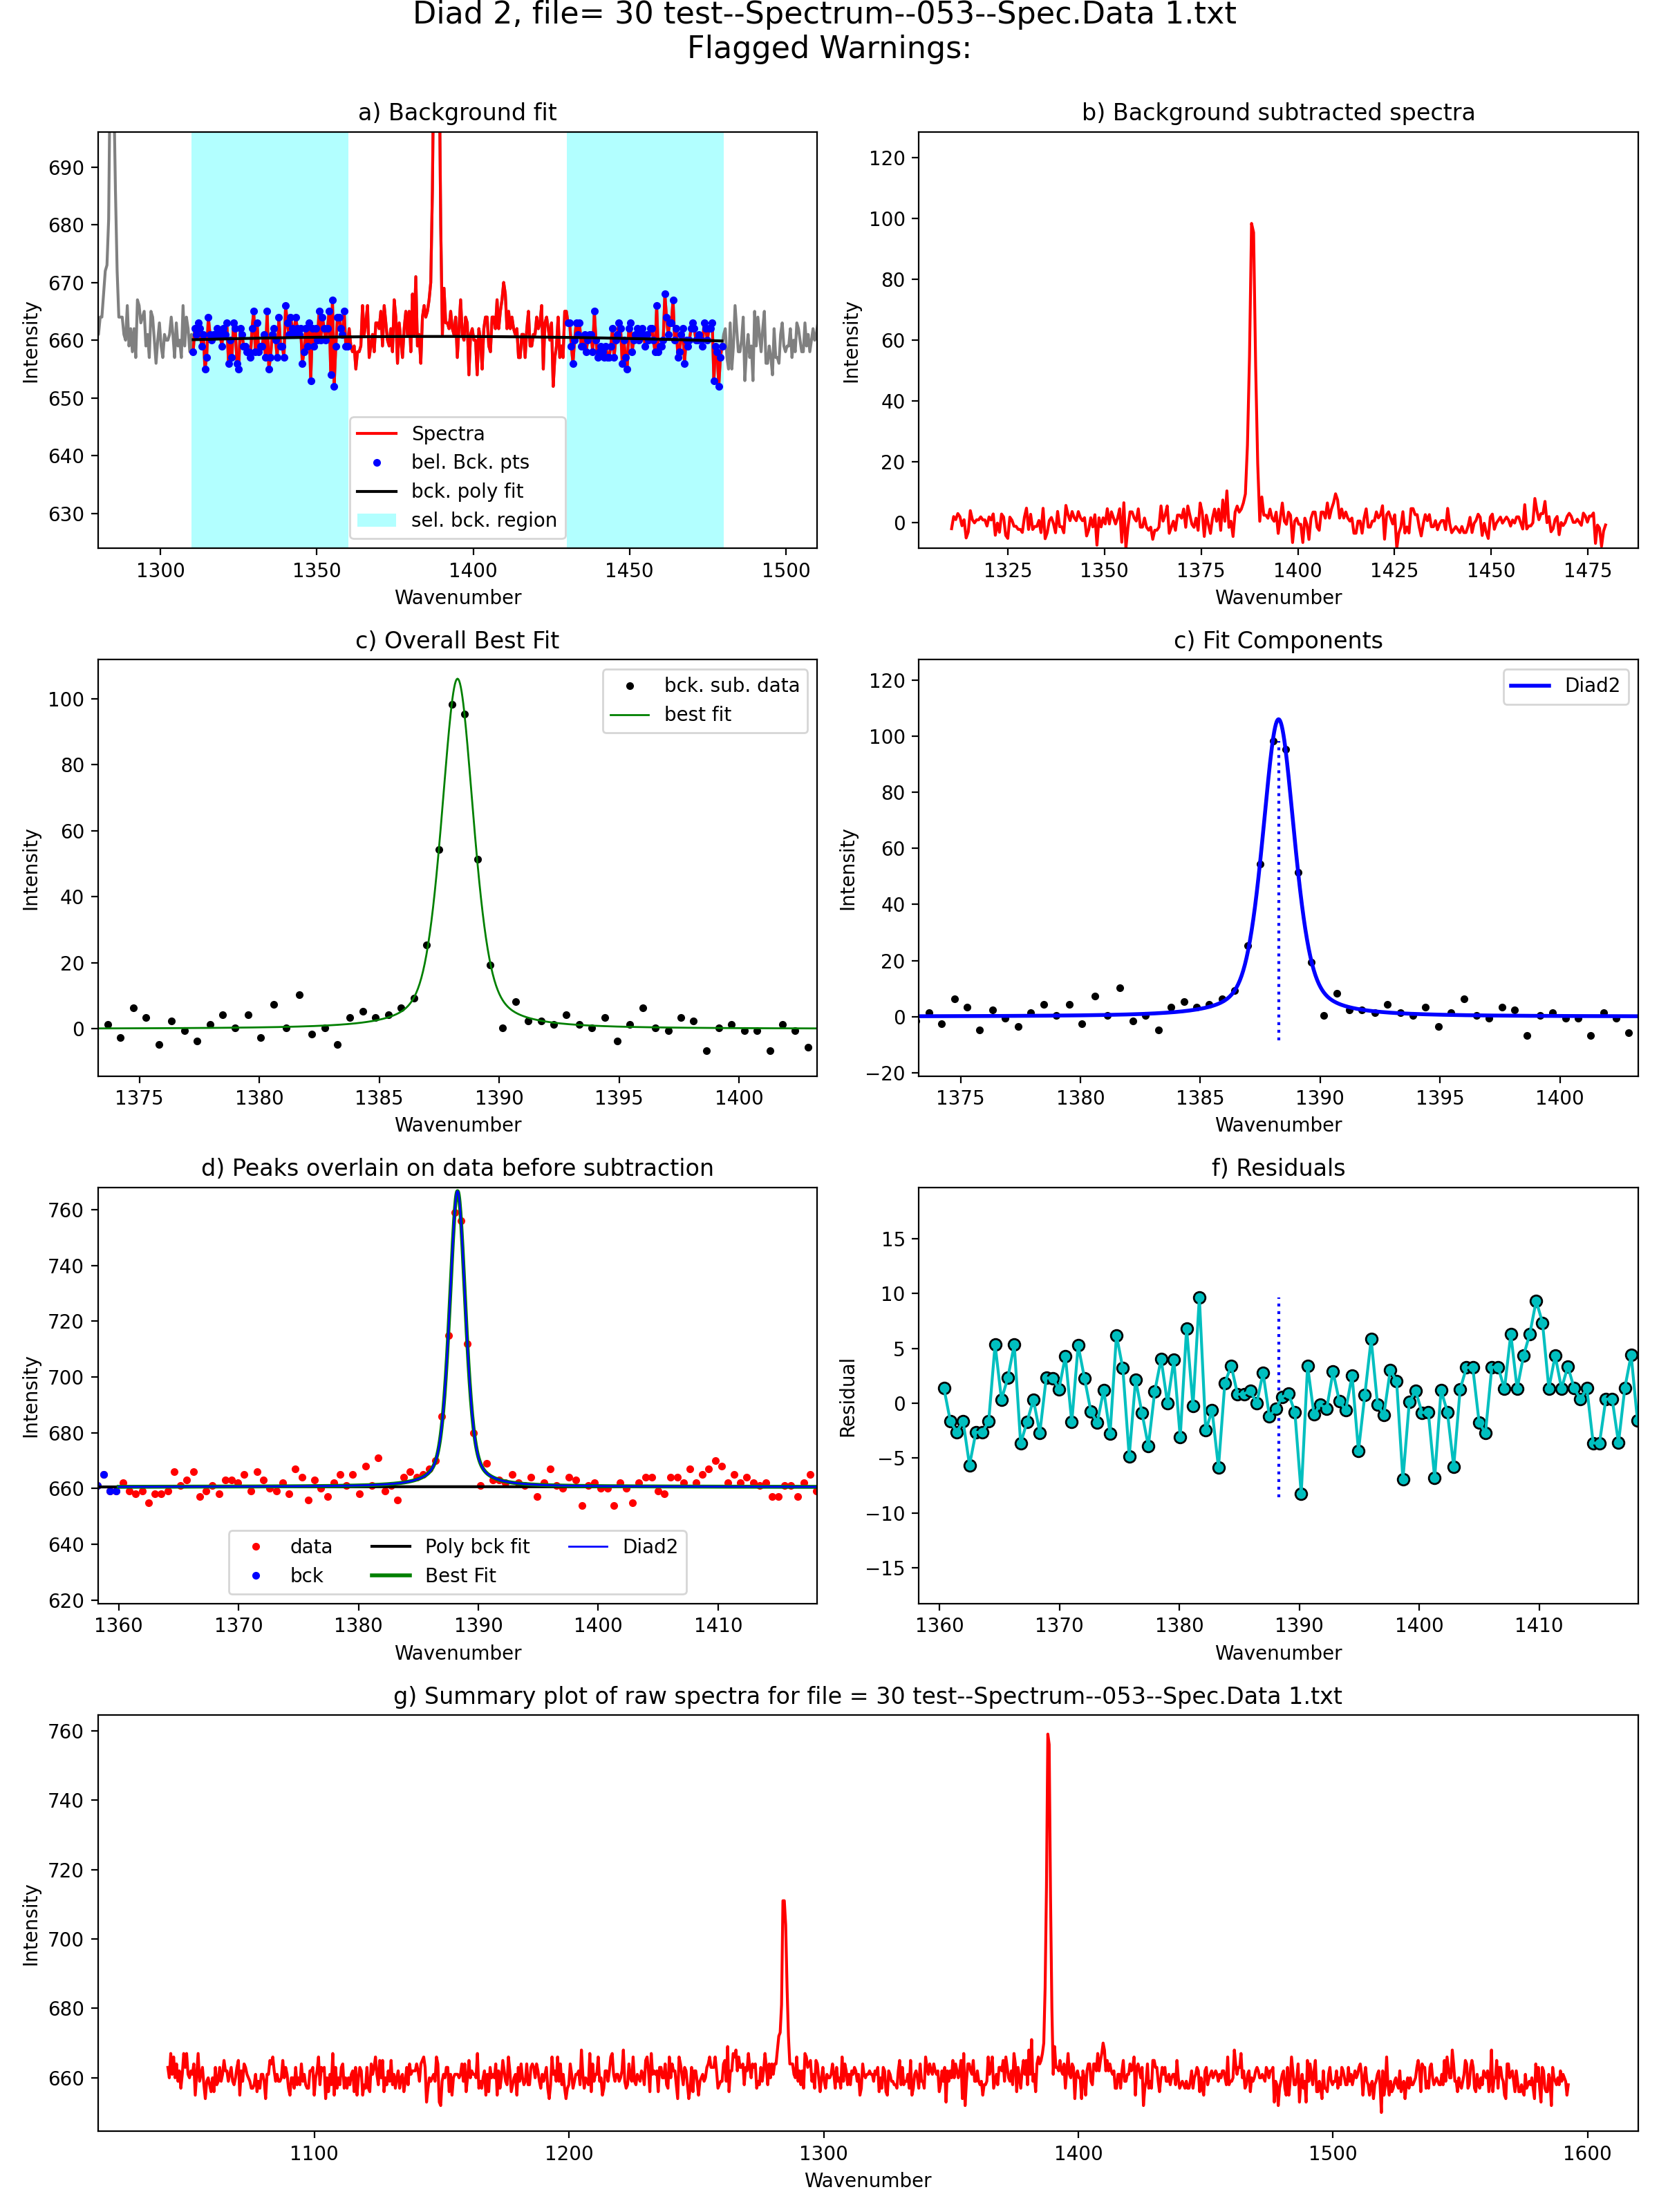 Diad 2, file= 30 test--Spectrum--053--Spec.Data 1.txt
Flagged Warnings:
a) Background fit
Intensity
690
680
670
660
650
640
630
Spectra
bel. Bck. pts
bck. poly fit
sel. bck. region
1300 1350 1400 1450 1500
Wavenumber
b) Background subtracted spectra
Intensity
120
100
80
60
40
20
0
1325 1350 1375 1400 1425 1450 1475
Wavenumber
c) Overall Best Fit
Intensity
100
80
60
40
20
0
bck. sub. data
best fit
1375 1380 1385 1390 1395 1400
Wavenumber
c) Fit Components
Intensity
120
100
80
60
40
20
0
−20
Diad2
1375 1380 1385 1390 1395 1400
Wavenumber
d) Peaks overlain on data before subtraction
Intensity
760
740
720
700
680
660
640
620
data Poly bck fit Diad2
bck Best Fit
1360 1370 1380 1390 1400 1410
Wavenumber
f) Residuals
Residual
15
10
5
0
−5
−10
−15
1360 1370 1380 1390 1400 1410
Wavenumber
g) Summary plot of raw spectra for file = 30 test--Spectrum--053--Spec.Data 1.txt
Intensity
760
740
720
700
680
660
1100 1200 1300 1400 1500 1600
Wavenumber